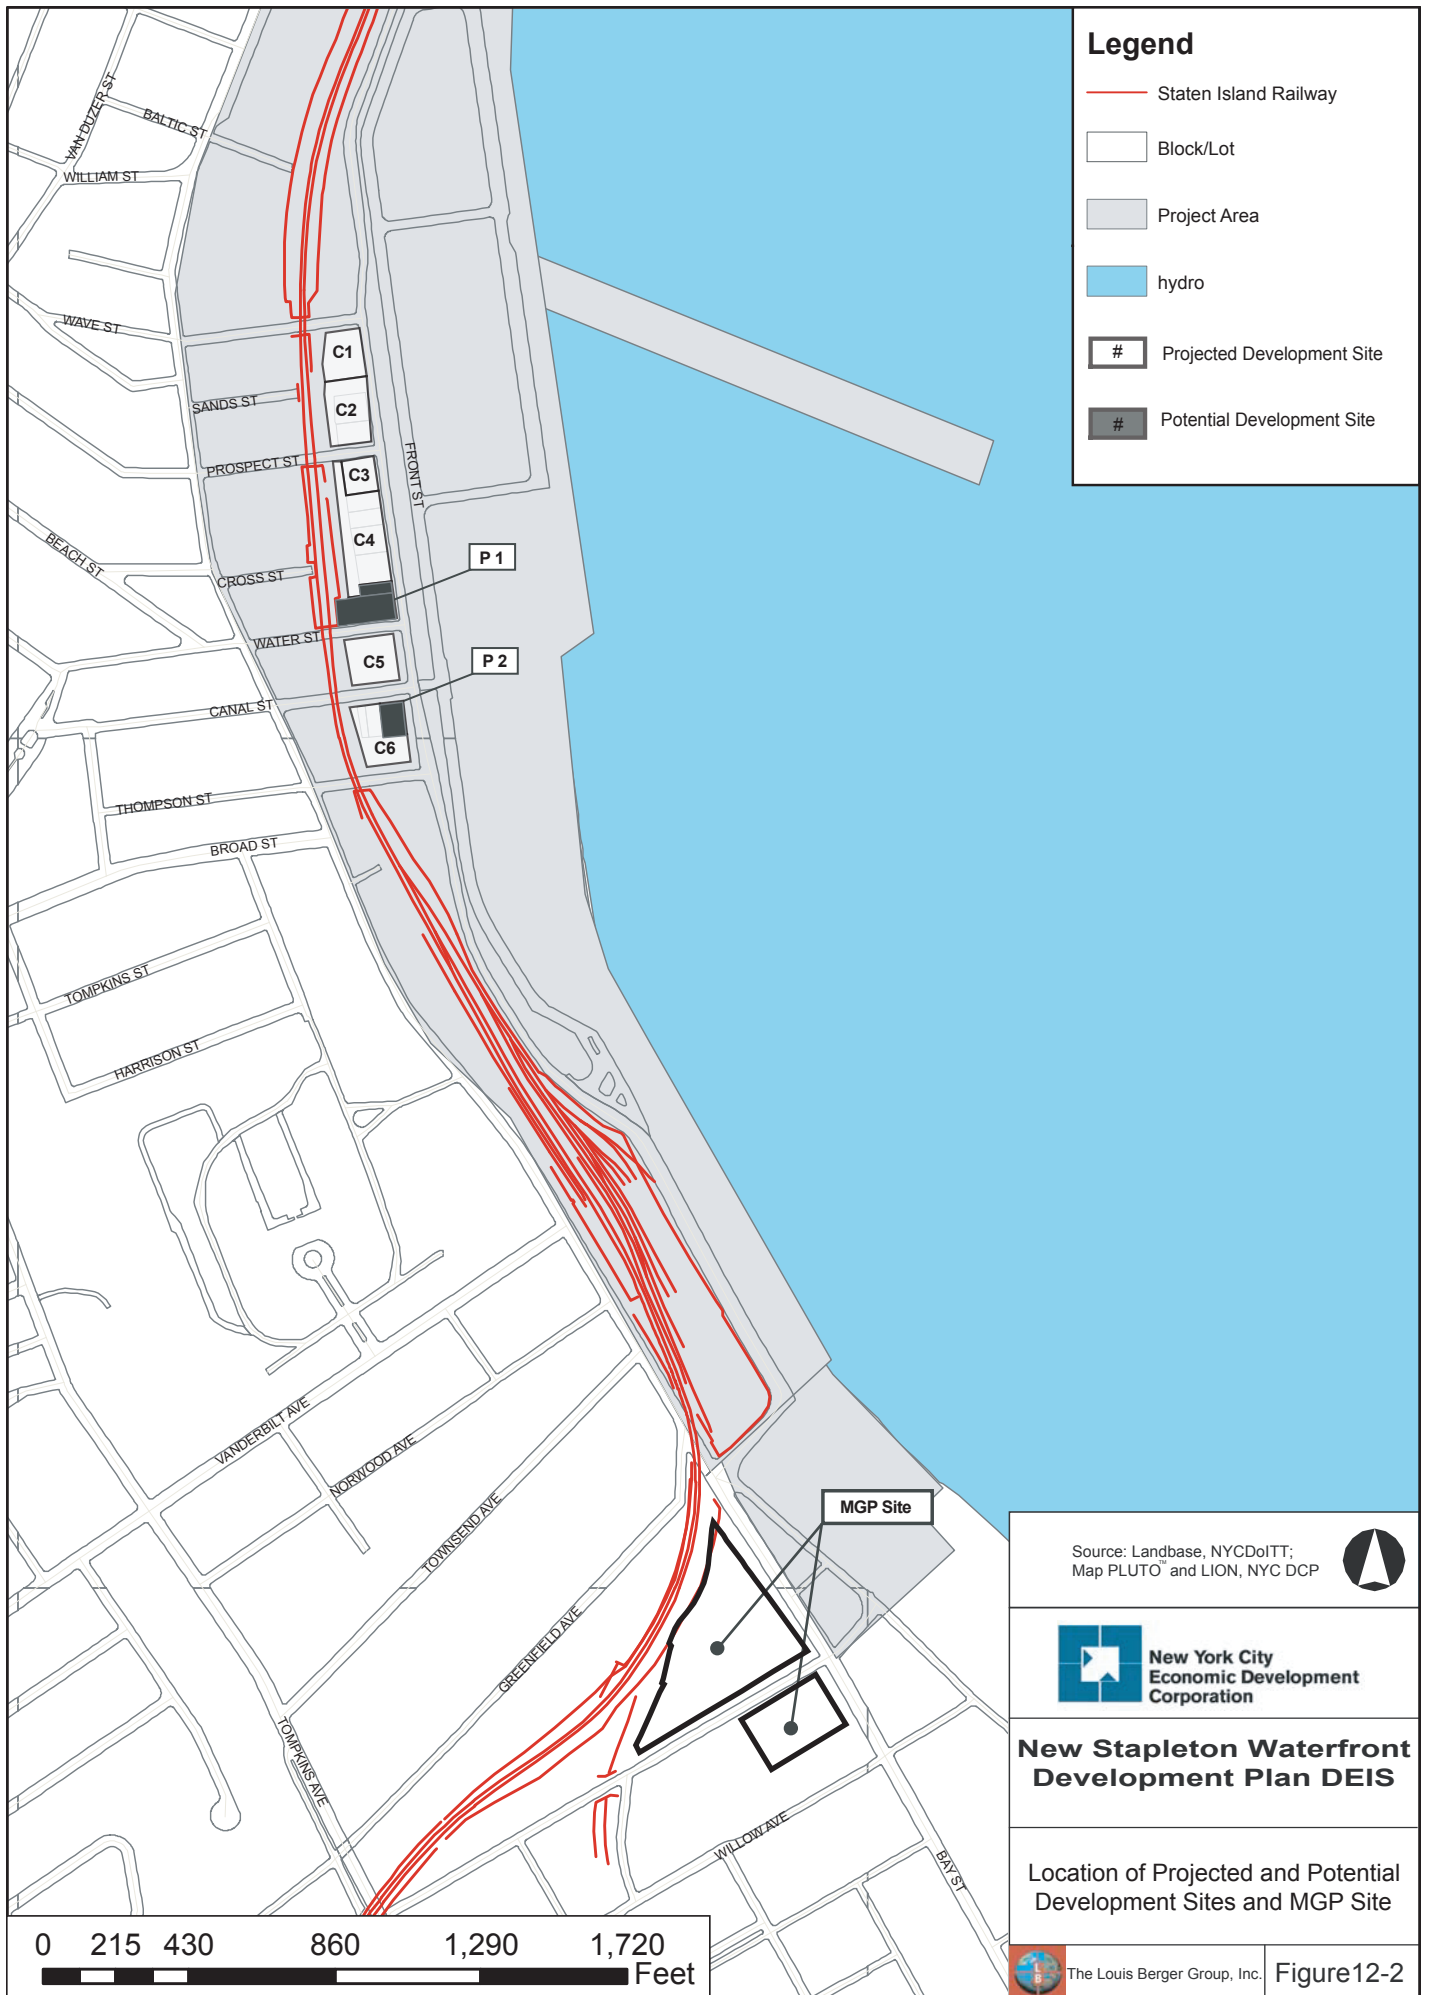 Legend
Staten Island Railway
Block/Lot
Project Area
hydro
# Projected Development Site
# Potential Development Site
VAN DUZER ST
BALTIC ST
WILLIAM ST
WAVE ST
C1
SANDS ST
C2
PROSPECT ST
FRONT ST
C3
C4
BEACH ST
P 1
CROSS ST
WATER ST
C5
P 2
CANAL ST
C6
THOMPSON ST
BROAD ST
TOMPKINS ST
HARRISON ST
VANDERBILT AVE
NORWOOD AVE
TOWNSEND AVE
MGP Site
GREENFIELD AVE
TOMPKINS AVE
WILLOW AVE
BAY ST
Source: Landbase, NYCDoITT;
Map PLUTO™ and LION, NYC DCP
New York City
Economic Development
Corporation
New Stapleton Waterfront
Development Plan DEIS
Location of Projected and Potential
Development Sites and MGP Site
0 215 430 860 1,290 1,720
Feet
LB
The Louis Berger Group, Inc.
Figure12-2